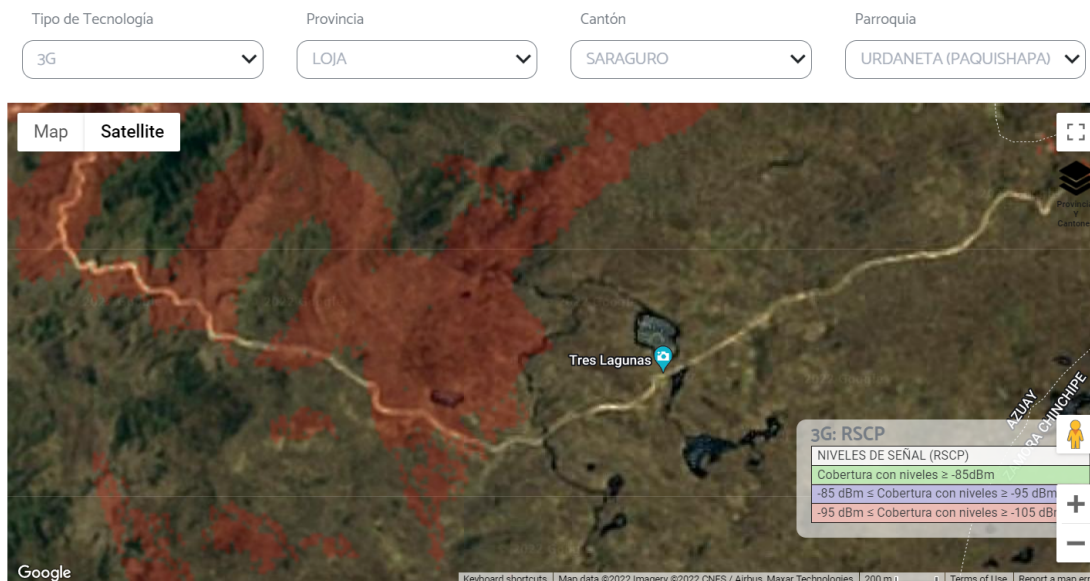 Tipo de Tecnología Provincia Cantón Parroquia
3G LOJA SARAGURO URDANETA (PAQUISHAPA)
Map Satellite
Provincia
Y
Cantone
Tres Lagunas
AZUAY
ZAMORA CHINCHIPE
3G: RSCP
NIVELES DE SEÑAL (RSCP)
Cobertura con niveles ≥ -85dBm
-85 dBm ≤ Cobertura con niveles ≥ -95 dBm
-95 dBm ≤ Cobertura con niveles ≥ -105 dBm
Google
Keyboard shortcuts Map data ©2022 Imagery ©2022 CNES / Airbus, Maxar Technologies 200 m Terms of Use Report a map